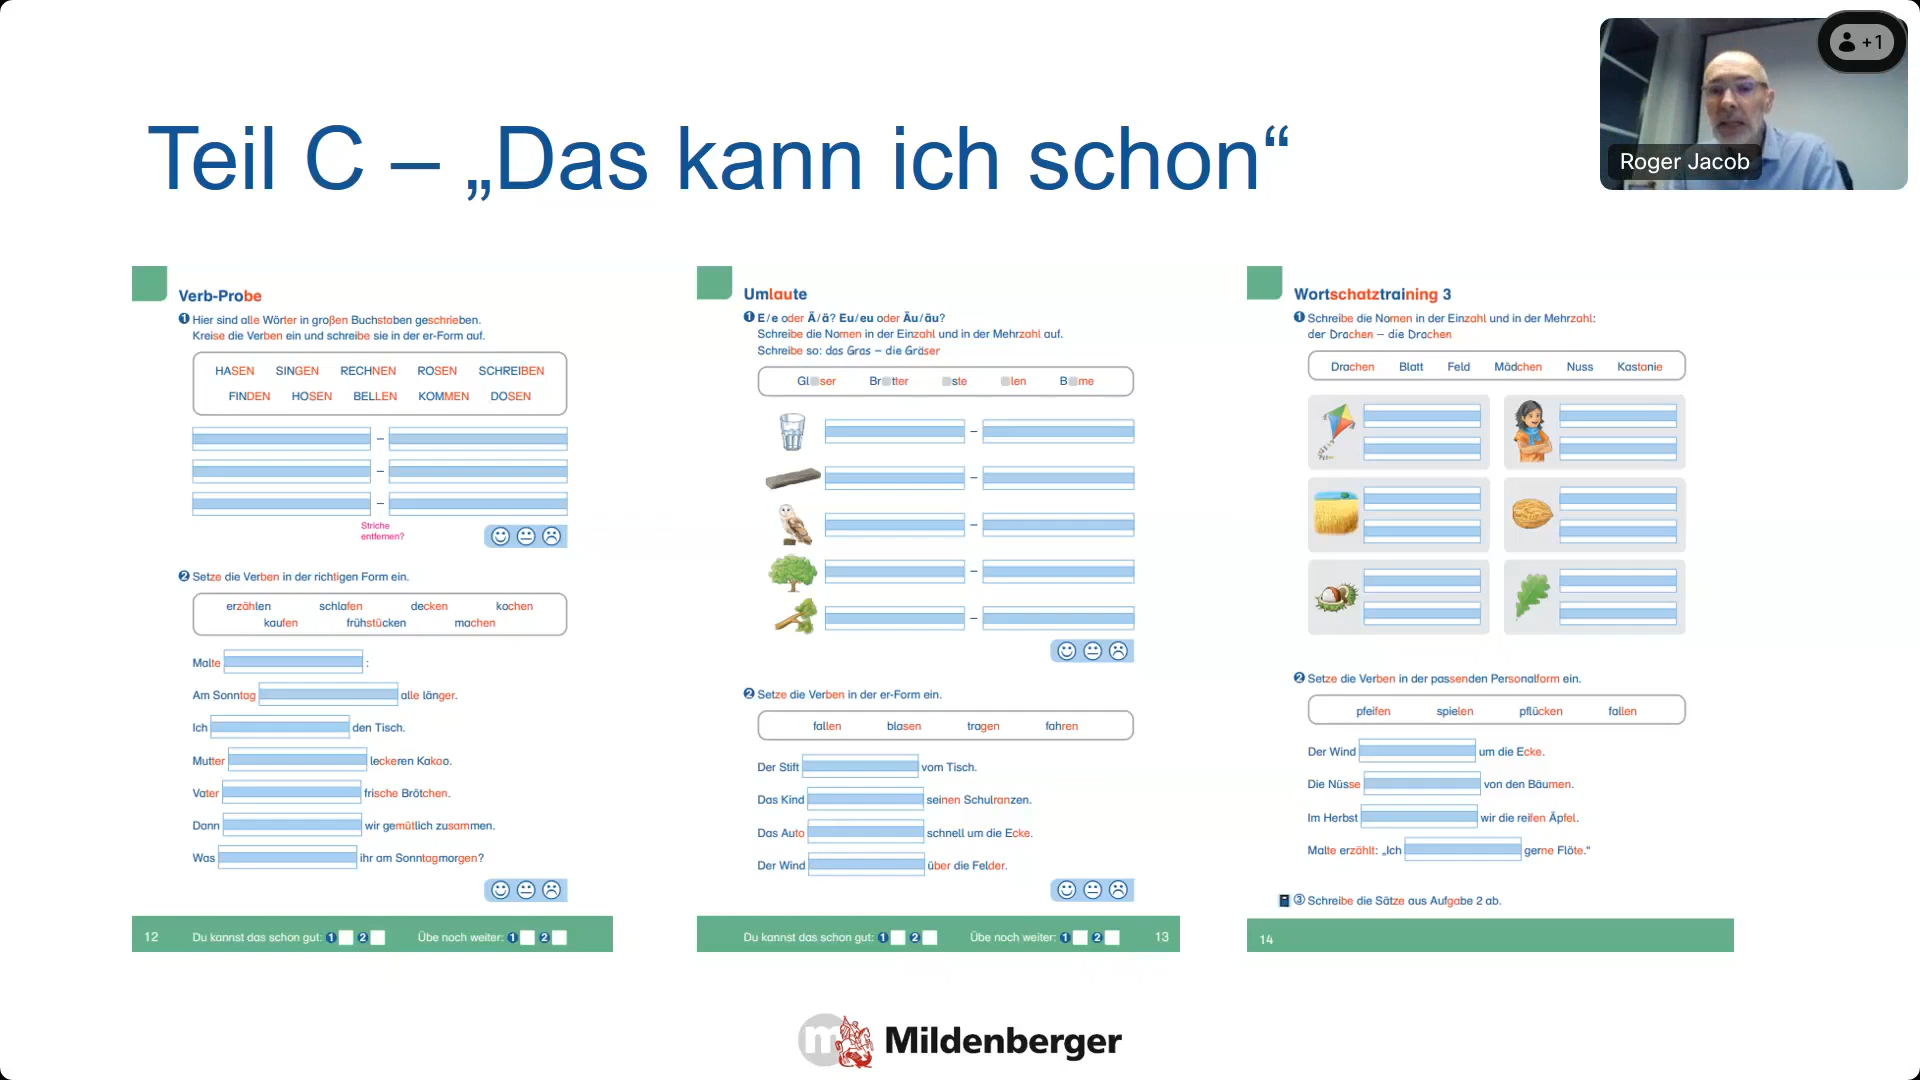 +1
Roger Jacob
Teil C – „Das kann ich schon“
Verb-Probe
1 Hier sind alle Wörter in großen Buchstaben geschrieben.
Kreise die Verben ein und schreibe sie in der er-Form auf.
HASEN SINGEN RECHNEN ROSEN SCHREIBEN
FINDEN HOSEN BELLEN KOMMEN DOSEN
–
–
–
Striche
entfernen?
2 Setze die Verben in der richtigen Form ein.
erzählen schlafen decken kochen
kaufen frühstücken machen
Malte :
Am Sonntag alle länger.
Ich den Tisch.
Mutter leckeren Kakao.
Vater frische Brötchen.
Dann wir gemütlich zusammen.
Was ihr am Sonntagmorgen?
12 Du kannst das schon gut: 1 2 Übe noch weiter: 1 2
Umlaute
1 E/e oder Ä/ä? Eu/eu oder Äu/äu?
Schreibe die Nomen in der Einzahl und in der Mehrzahl auf.
Schreibe so: das Gras – die Gräser
Gl ser Br tter ste len B me
–
–
–
–
–
2 Setze die Verben in der er-Form ein.
fallen blasen tragen fahren
Der Stift vom Tisch.
Das Kind seinen Schulranzen.
Das Auto schnell um die Ecke.
Der Wind über die Felder.
Du kannst das schon gut: 1 2 Übe noch weiter: 1 2 13
Wortschatztraining 3
1 Schreibe die Nomen in der Einzahl und in der Mehrzahl:
der Drachen – die Drachen
Drachen Blatt Feld Mädchen Nuss Kastanie
2 Setze die Verben in der passenden Personalform ein.
pfeifen spielen pflücken fallen
Der Wind um die Ecke.
Die Nüsse von den Bäumen.
Im Herbst wir die reifen Äpfel.
Malte erzählt: „Ich gerne Flöte.“
3 Schreibe die Sätze aus Aufgabe 2 ab.
14
m Mildenberger